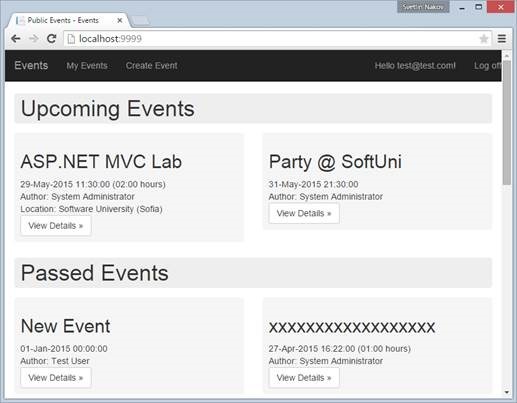 Svetlin Nakov
Public Events - Events
localhost:9999
Events My Events Create Event Hello test@test.com! Log off
Upcoming Events
ASP.NET MVC Lab
29-May-2015 11:30:00 (02:00 hours)
Author: System Administrator
Location: Software University (Sofia)
View Details »
Party @ SoftUni
31-May-2015 21:30:00
Author: System Administrator
View Details »
Passed Events
New Event
01-Jan-2015 00:00:00
Author: Test User
View Details »
xxxxxxxxxxxxxxxxxx
27-Apr-2015 16:22:00 (01:00 hours)
Author: System Administrator
View Details »